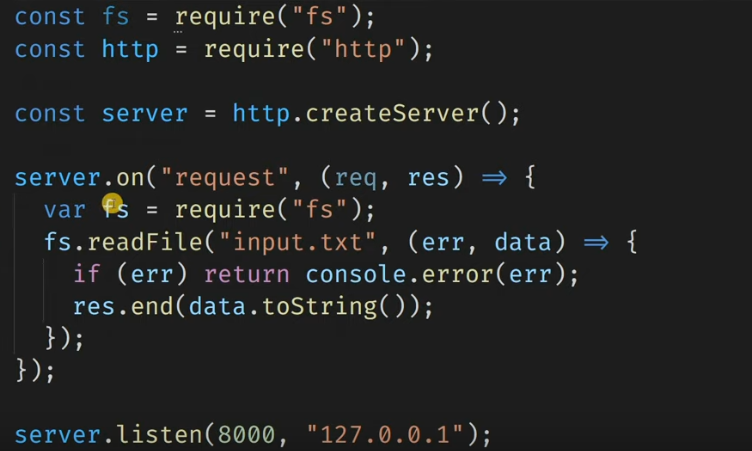 const fs = require("fs");
const http = require("http");
const server = http.createServer();
server.on("request", (req, res) => {
var fs = require("fs");
fs.readFile("input.txt", (err, data) => {
if (err) return console.error(err);
res.end(data.toString());
});
});
server.listen(8000, "127.0.0.1");